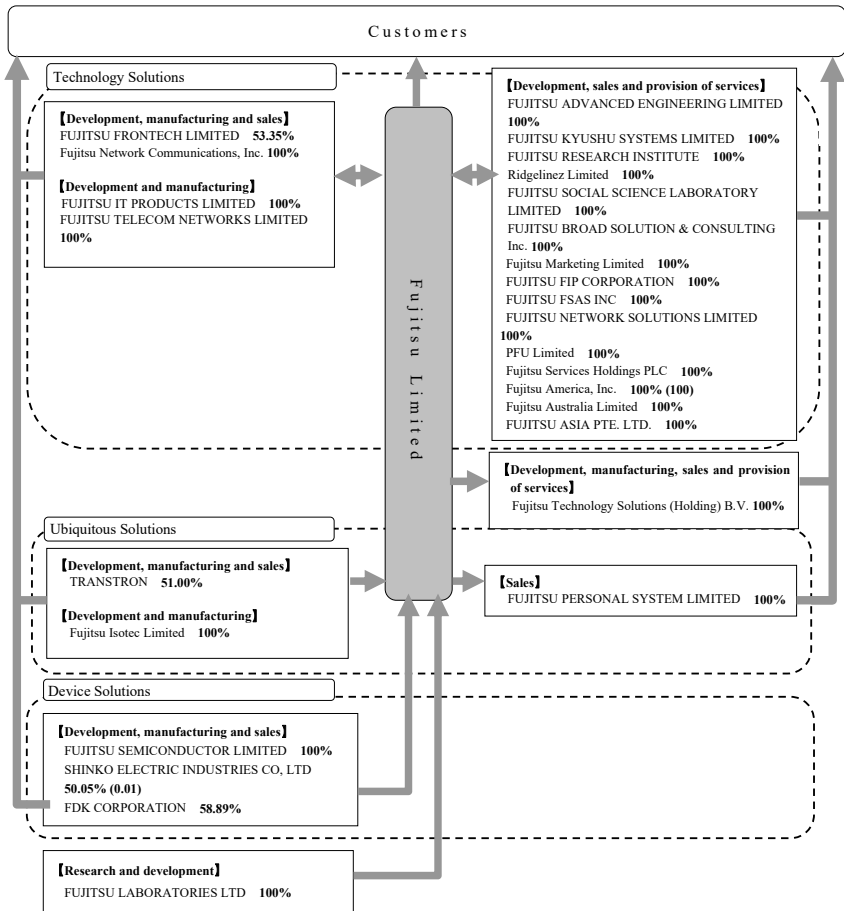 Customers
Technology Solutions
【Development, manufacturing and sales】
FUJITSU FRONTECH LIMITED 53.35%
Fujitsu Network Communications, Inc. 100%
【Development and manufacturing】
FUJITSU IT PRODUCTS LIMITED 100%
FUJITSU TELECOM NETWORKS LIMITED
100%
Fujitsu Limited
【Development, sales and provision of services】
FUJITSU ADVANCED ENGINEERING LIMITED
100%
FUJITSU KYUSHU SYSTEMS LIMITED 100%
FUJITSU RESEARCH INSTITUTE 100%
Ridgelinez Limited 100%
FUJITSU SOCIAL SCIENCE LABORATORY
LIMITED 100%
FUJITSU BROAD SOLUTION & CONSULTING
Inc. 100%
Fujitsu Marketing Limited 100%
FUJITSU FIP CORPORATION 100%
FUJITSU FSAS INC 100%
FUJITSU NETWORK SOLUTIONS LIMITED
100%
PFU Limited 100%
Fujitsu Services Holdings PLC 100%
Fujitsu America, Inc. 100% (100)
Fujitsu Australia Limited 100%
FUJITSU ASIA PTE. LTD. 100%
【Development, manufacturing, sales and provision
of services】
Fujitsu Technology Solutions (Holding) B.V. 100%
Ubiquitous Solutions
【Development, manufacturing and sales】
TRANSTRON 51.00%
【Development and manufacturing】
Fujitsu Isotec Limited 100%
【Sales】
FUJITSU PERSONAL SYSTEM LIMITED 100%
Device Solutions
【Development, manufacturing and sales】
FUJITSU SEMICONDUCTOR LIMITED 100%
SHINKO ELECTRIC INDUSTRIES CO, LTD
50.05% (0.01)
FDK CORPORATION 58.89%
【Research and development】
FUJITSU LABORATORIES LTD 100%